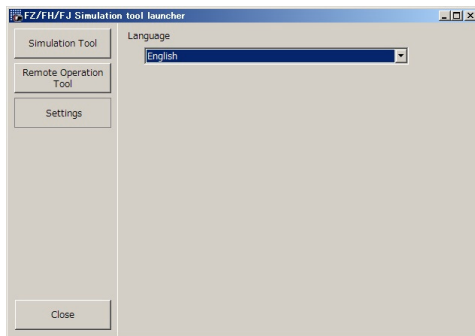 FZ/FH/FJ Simulation tool launcher
Simulation Tool
Language
English
Remote Operation
Tool
Settings
Close